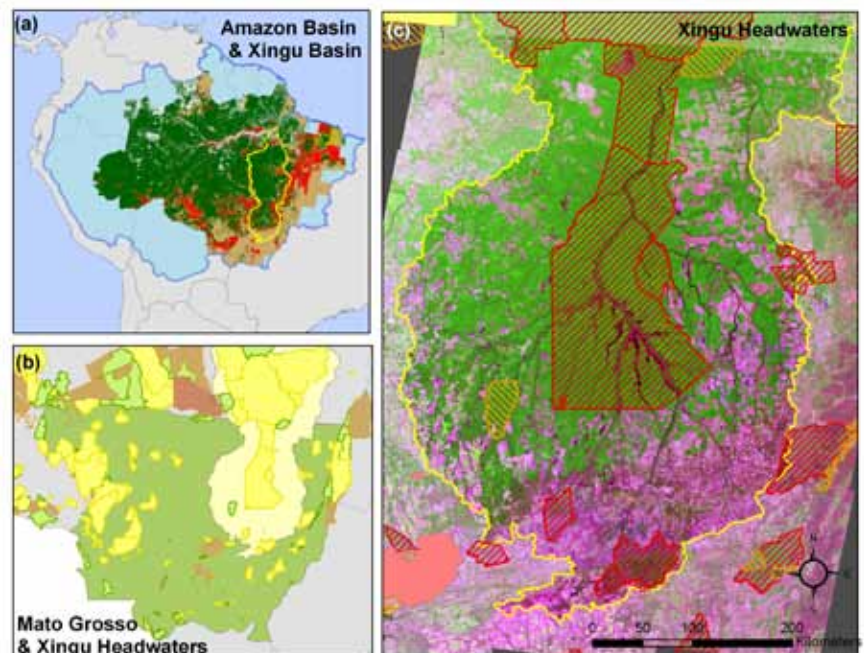 (a)
Amazon Basin
& Xingu Basin
(b)
Mato Grosso
& Xingu Headwaters
(c)
Xingu Headwaters
N
0 50 100 200
Kilometers